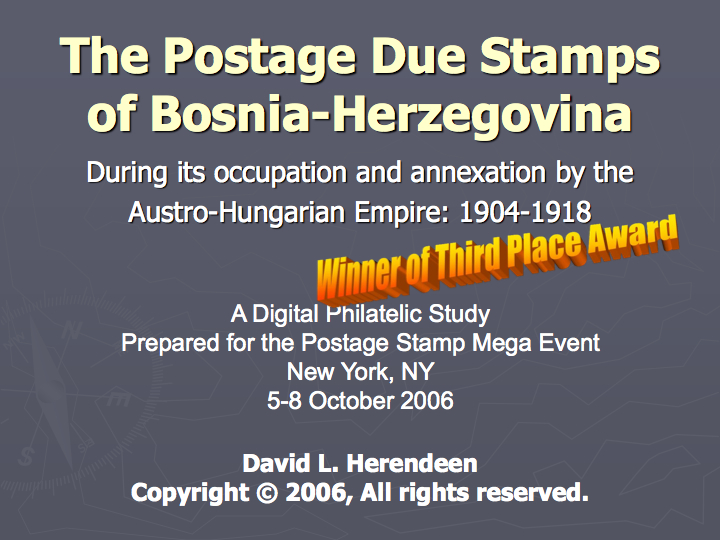 The Postage Due Stamps
of Bosnia-Herzegovina
During its occupation and annexation by the
Austro-Hungarian Empire: 1904-1918
Winner of Third Place Award
A Digital Philatelic Study
Prepared for the Postage Stamp Mega Event
New York, NY
5-8 October 2006
David L. Herendeen
Copyright © 2006, All rights reserved.
N
m
S